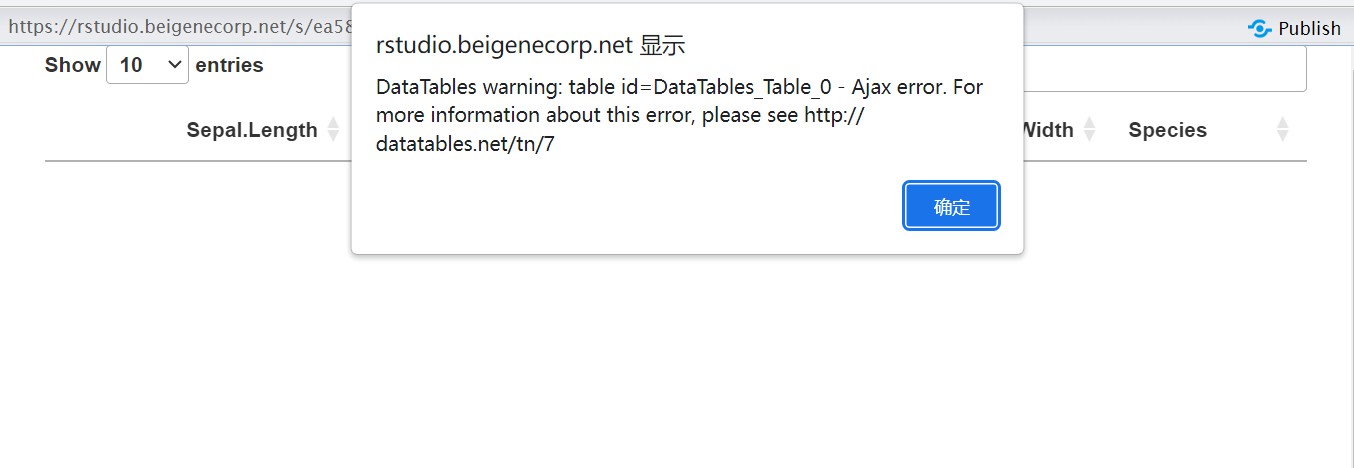 https://rstudio.beigenecorp.net/s/ea58
Publish
rstudio.beigenecorp.net 显示
DataTables warning: table id=DataTables_Table_0 - Ajax error. For
more information about this error, please see http://
datatables.net/tn/7
确定
Show 10 entries
Sepal.Length
Width
Species